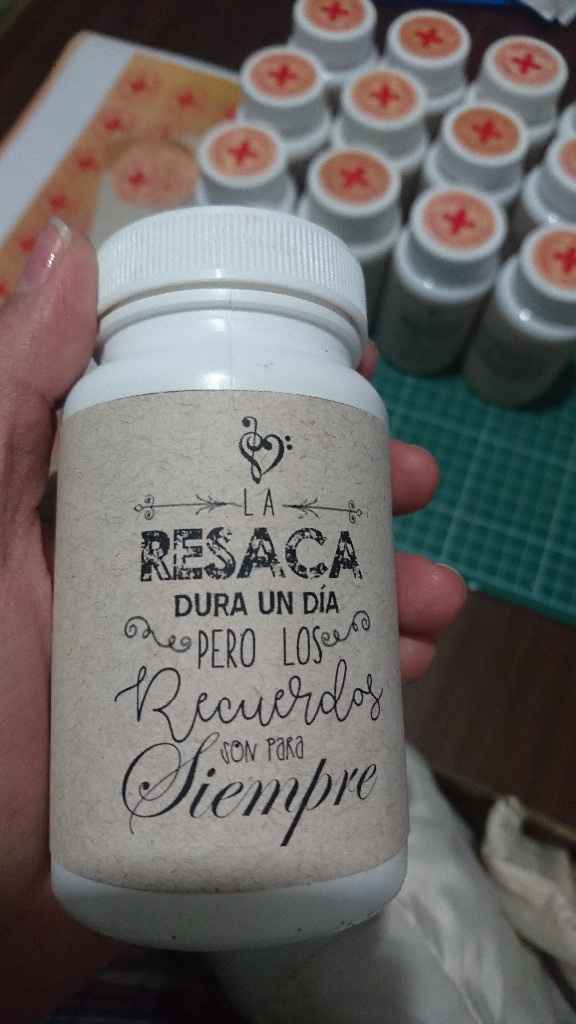 LA
RESACA
DURA UN DÍA
PERO LOS
Recuerdos
SON PARA
Siempre